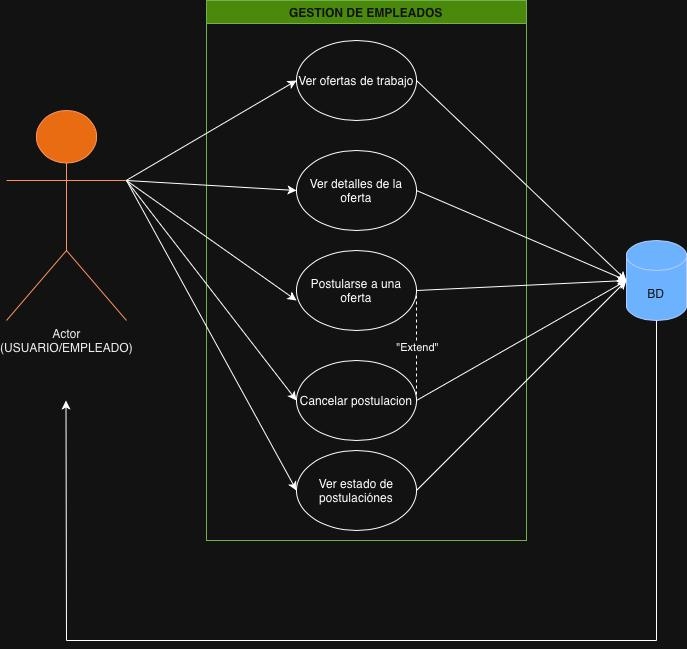 GESTION DE EMPLEADOS
Ver ofertas de trabajo
Ver detalles de la
oferta
Postularse a una
oferta
BD
Actor
(USUARIO/EMPLEADO)
"Extend"
Cancelar postulacion
Ver estado de
postulaciónes